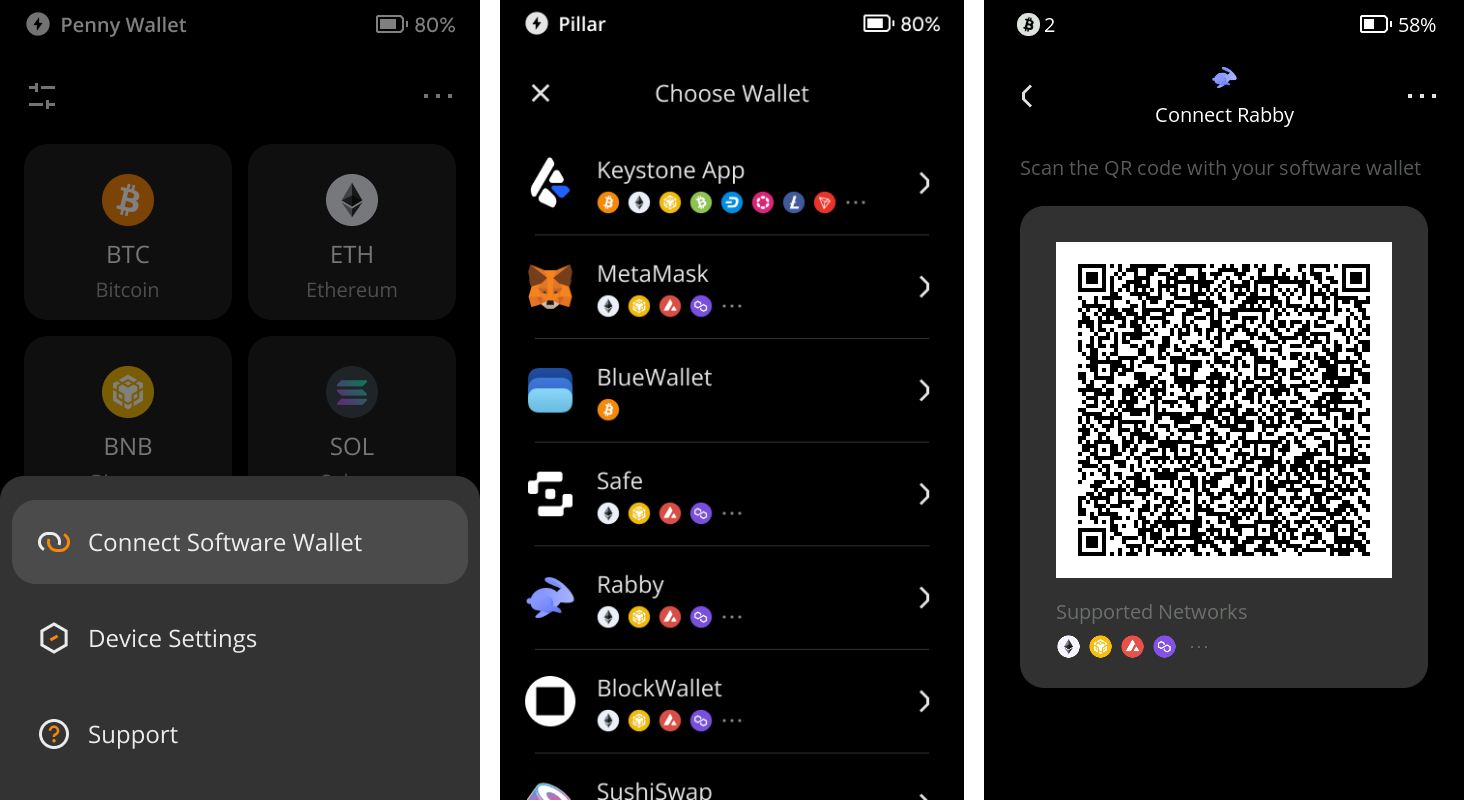 Penny Wallet
80%
BTC
Bitcoin
ETH
Ethereum
BNB
SOL
Connect Software Wallet
Device Settings
Support
Pillar
80%
Choose Wallet
Keystone App
MetaMask
BlueWallet
Safe
Rabby
BlockWallet
SushiSwap
2
58%
Connect Rabby
Scan the QR code with your software wallet
Supported Networks